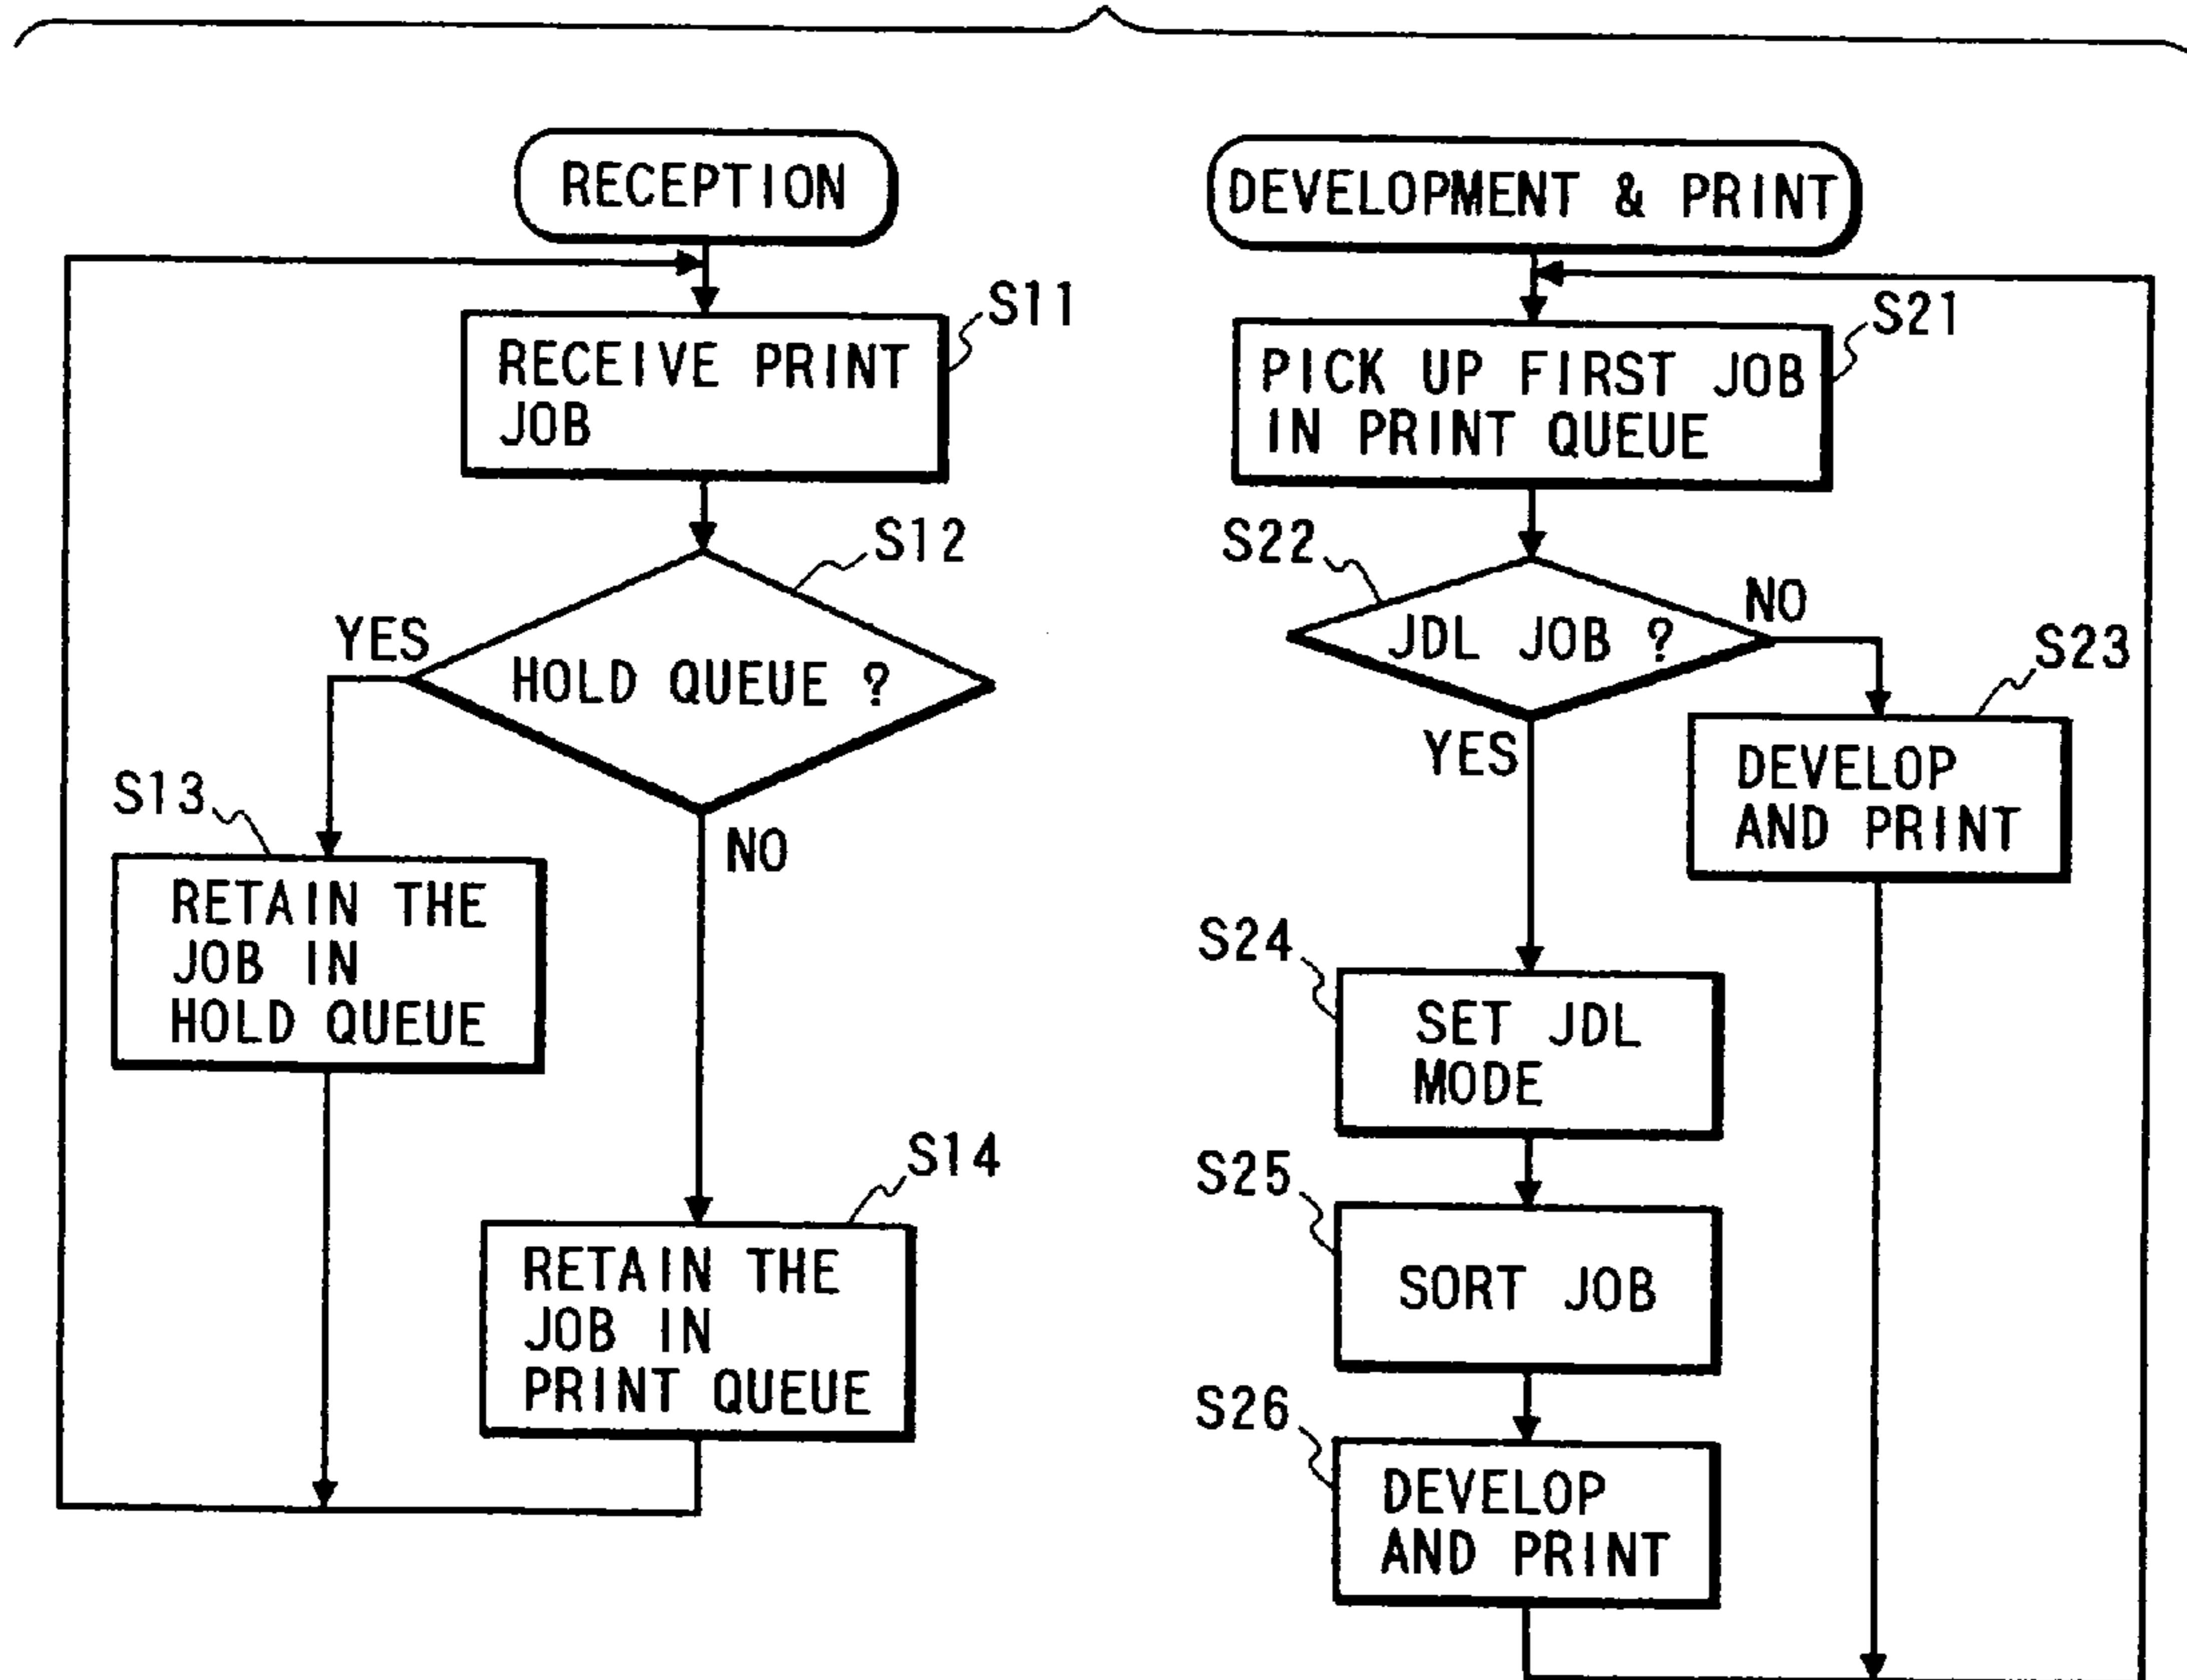 RECEPTION
S11
RECEIVE PRINT
JOB
S12
HOLD QUEUE ?
YES
NO
S13
RETAIN THE
JOB IN
HOLD QUEUE
S14
RETAIN THE
JOB IN
PRINT QUEUE
DEVELOPMENT & PRINT
S21
PICK UP FIRST JOB
IN PRINT QUEUE
S22
JDL JOB ?
NO
YES
S23
DEVELOP
AND PRINT
S24
SET JDL
MODE
S25
SORT JOB
S26
DEVELOP
AND PRINT